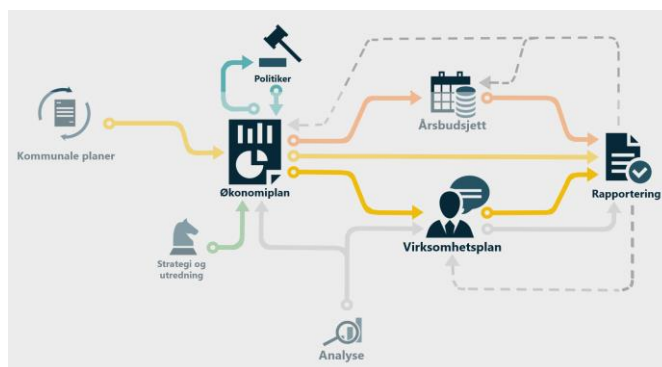 Politiker
Årsbudsjett
Kommunale planer
Økonomiplan
Rapportering
Virksomhetsplan
Strategi og
utredning
Analyse